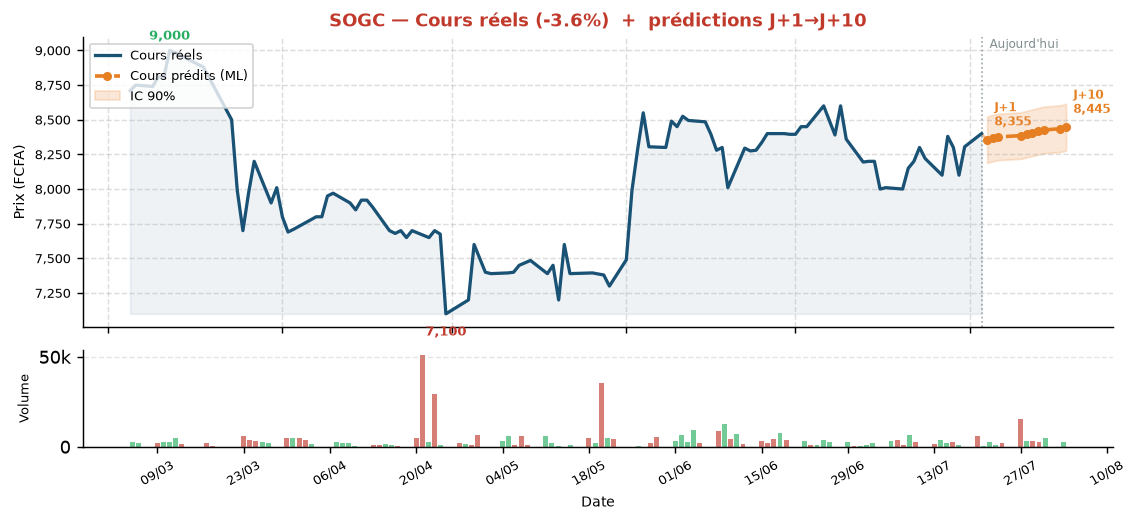 SOGC — Cours réels (-3.6%) + prédictions J+1→J+10
9,000
Cours réels
Cours prédits (ML)
IC 90%
Aujourd'hui
J+1
8,355
J+10
8,445
Prix (FCFA)
9,000
8,750
8,500
8,250
8,000
7,750
7,500
7,250
7,100
Volume
50k
0
09/03
23/03
06/04
20/04
04/05
18/05
01/06
15/06
29/06
13/07
27/07
10/08
Date